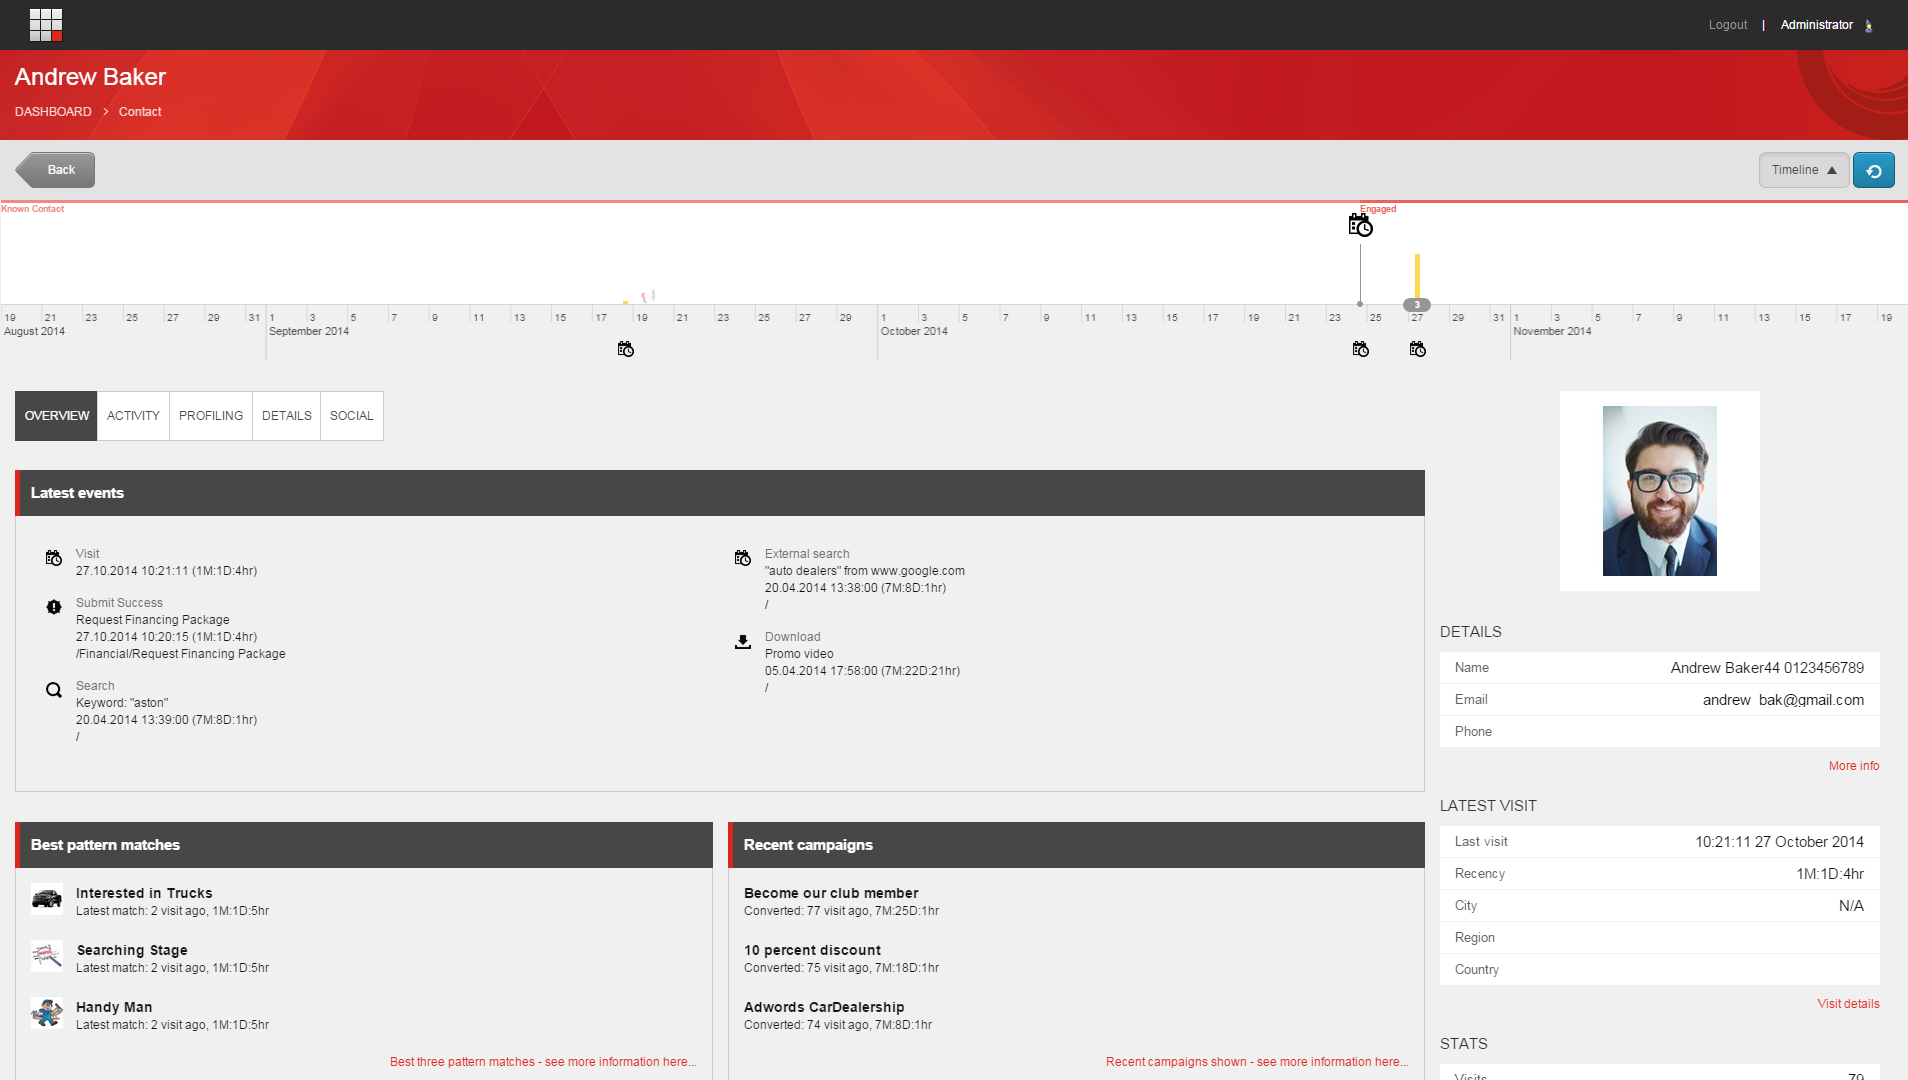 Logout | Administrator
Andrew Baker
DASHBOARD > Contact
Back
Timeline
Known Contact
Engaged
3
19 21 23 25 27 29 31 1 3 5 7 9 11 13 15 17 19 21 23 25 27 29 1 3 5 7 9 11 13 15 17 19 21 23 25 27 29 31 1 3 5 7 9 11 13 15 17 19
August 2014 September 2014 October 2014 November 2014
OVERVIEW ACTIVITY PROFILING DETAILS SOCIAL
Latest events
Visit
27.10.2014 10:21:11 (1M:1D:4hr)
Submit Success
Request Financing Package
27.10.2014 10:20:15 (1M:1D:4hr)
/Financial/Request Financing Package
Search
Keyword: "aston"
20.04.2014 13:39:00 (7M:8D:1hr)
/
External search
"auto dealers" from www.google.com
20.04.2014 13:38:00 (7M:8D:1hr)
/
Download
Promo video
05.04.2014 17:58:00 (7M:22D:21hr)
/
Best pattern matches
Interested in Trucks
Latest match: 2 visit ago, 1M:1D:5hr
Searching Stage
Latest match: 2 visit ago, 1M:1D:5hr
Handy Man
Latest match: 2 visit ago, 1M:1D:5hr
Best three pattern matches - see more information here...
Recent campaigns
Become our club member
Converted: 77 visit ago, 7M:25D:1hr
10 percent discount
Converted: 75 visit ago, 7M:18D:1hr
Adwords CarDealership
Converted: 74 visit ago, 7M:8D:1hr
Recent campaigns shown - see more information here...
DETAILS
Name Andrew Baker44 0123456789
Email andrew_bak@gmail.com
Phone
More info
LATEST VISIT
Last visit 10:21:11 27 October 2014
Recency 1M:1D:4hr
City N/A
Region
Country
Visit details
STATS
Visits 79